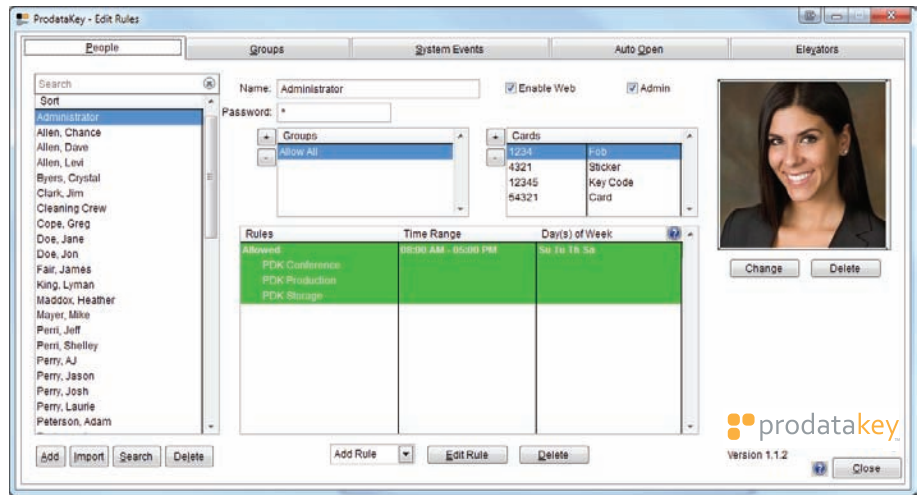 ProdataKey - Edit Rules
People Groups System Events Auto Open Elevators
Search
Sort
Administrator
Allen, Chance
Allen, Dave
Allen, Levi
Byers, Crystal
Clark, Jim
Cleaning Crew
Cope, Greg
Doe, Jane
Doe, Jon
Fair, James
King, Lyman
Maddox, Heather
Mayer, Mike
Perri, Jeff
Perri, Shelley
Perry, AJ
Perry, Jason
Perry, Josh
Perry, Laurie
Peterson, Adam
Add Import Search Delete
Name: Administrator Enable Web Admin
Password: *
+ Groups
- Allow All
+ Cards
- 1234 Fob
4321 Sticker
12345 Key Code
54321 Card
Rules Time Range Day(s) of Week ?
Allowed: 08:00 AM - 05:00 PM Su Tu Th Sa
PDK Conference
PDK Production
PDK Storage
Add Rule Edit Rule Delete
Change Delete
prodatakey
Version 1.1.2
? Close